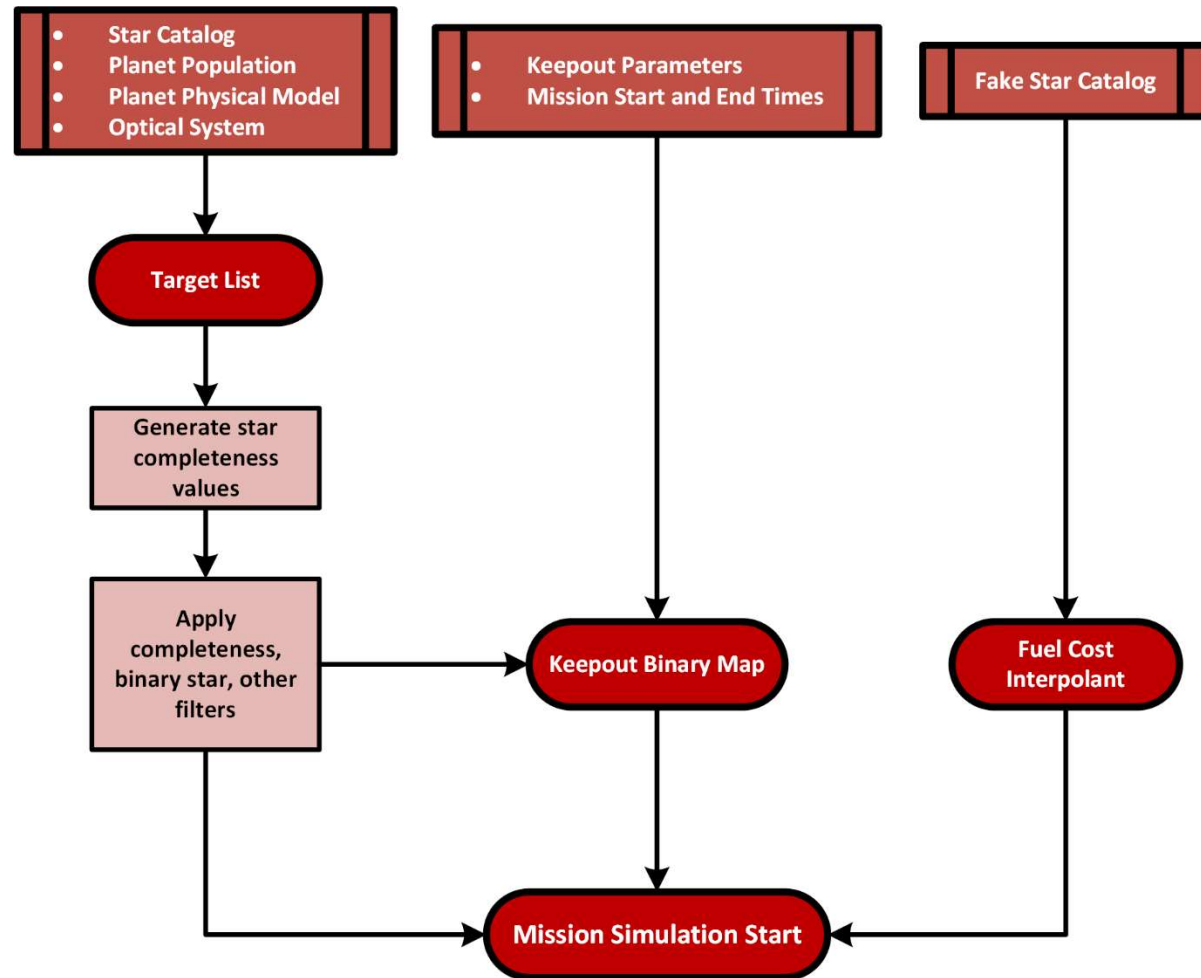 • Star Catalog
• Planet Population
• Planet Physical Model
• Optical System
• Keepout Parameters
• Mission Start and End Times
Fake Star Catalog
Target List
Generate star
completeness
values
Apply
completeness,
binary star, other
filters
Keepout Binary Map
Fuel Cost
Interpolant
Mission Simulation Start